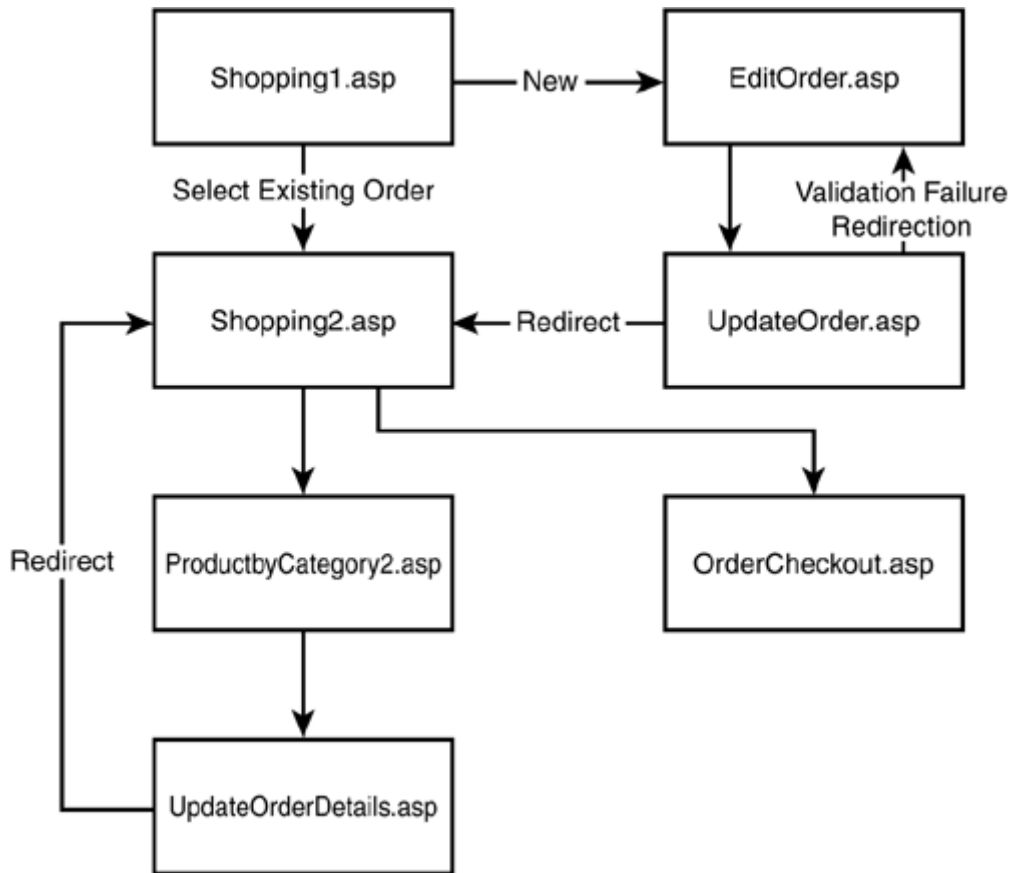 Shopping1.asp
New
EditOrder.asp
Select Existing Order
Validation Failure
Redirection
Shopping2.asp
Redirect
UpdateOrder.asp
Redirect
ProductbyCategory2.asp
OrderCheckout.asp
UpdateOrderDetails.asp